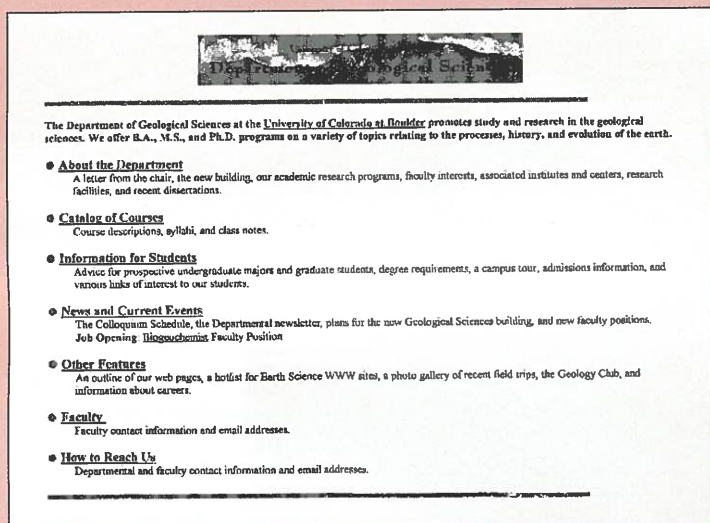 Department of Geological Sciences
The Department of Geological Sciences at the University of Colorado at Boulder promotes study and research in the geological
sciences. We offer B.A., M.S., and Ph.D. programs on a variety of topics relating to the processes, history, and evolution of the earth.
About the Department
A letter from the chair, the new building, our academic research programs, faculty interests, associated institutes and centers, research
facilities, and recent dissertations.
Catalog of Courses
Course descriptions, syllabi, and class notes.
Information for Students
Advice for prospective undergraduate majors and graduate students, degree requirements, a campus tour, admissions information, and
various links of interest to our students.
News and Current Events
The Colloquium Schedule, the Departmental newsletter, plans for the new Geological Sciences building, and new faculty positions.
Job Opening: Biogeochemist Faculty Position
Other Features
An outline of our web pages, a hotlist for Earth Science WWW sites, a photo gallery of recent field trips, the Geology Club, and
information about careers.
Faculty
Faculty contact information and email addresses.
How to Reach Us
Departmental and faculty contact information and email addresses.